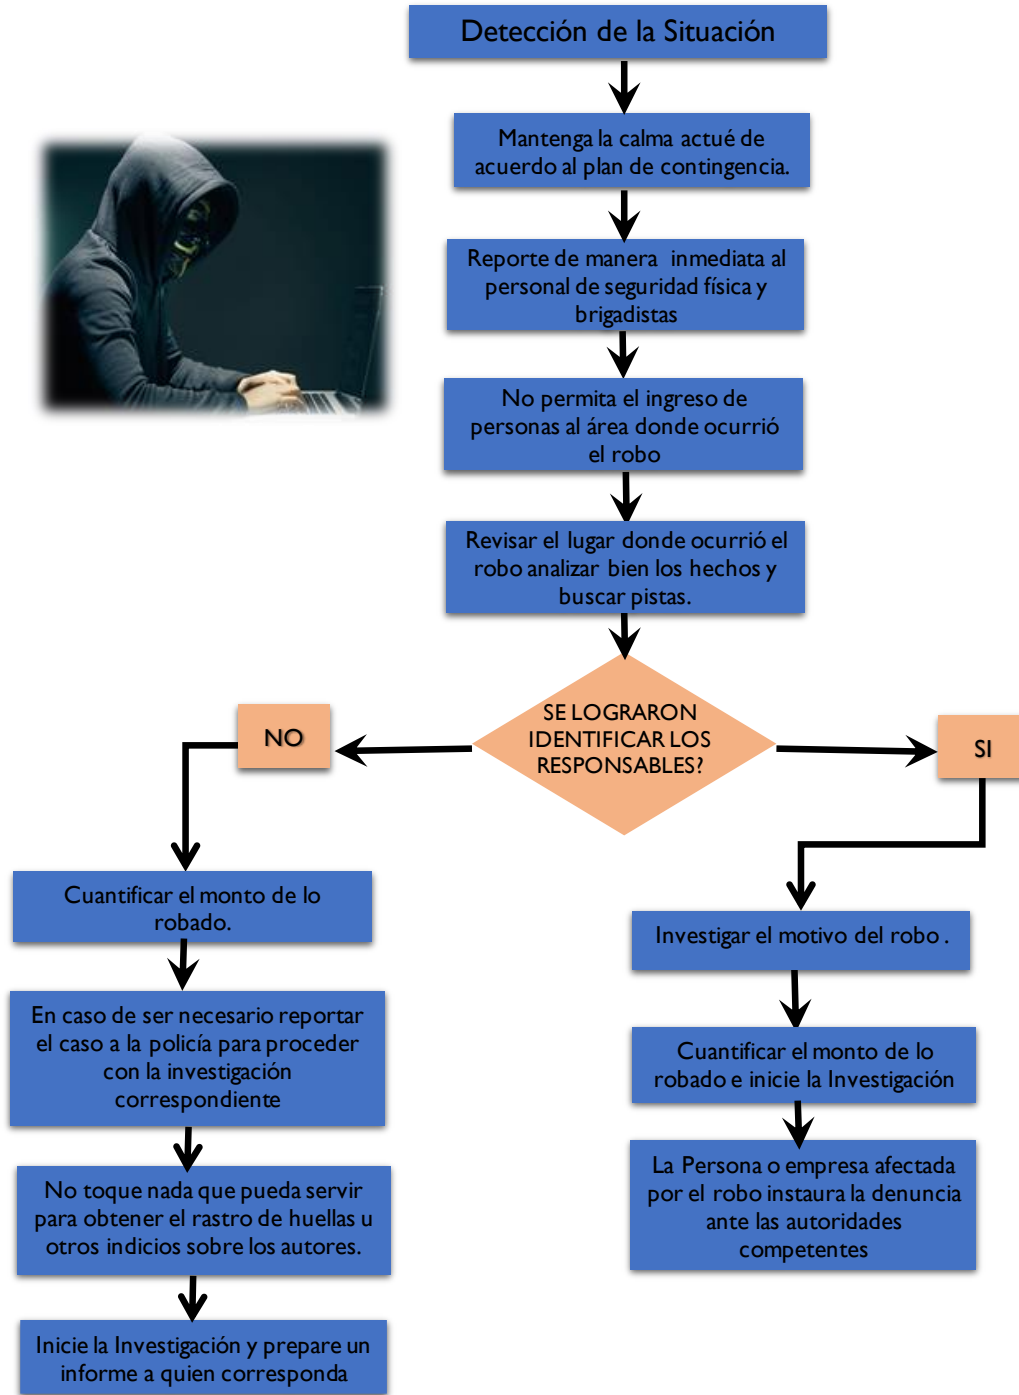 Detección de la Situación
Mantenga la calma actué de
acuerdo al plan de contingencia.
Reporte de manera inmediata al
personal de seguridad física y
brigadistas
No permita el ingreso de
personas al área donde ocurrió
el robo
Revisar el lugar donde ocurrió el
robo analizar bien los hechos y
buscar pistas.
SE LOGRARON
IDENTIFICAR LOS
RESPONSABLES?
NO
SI
Cuantificar el monto de lo
robado.
En caso de ser necesario reportar
el caso a la policía para proceder
con la investigación
correspondiente
No toque nada que pueda servir
para obtener el rastro de huellas u
otros indicios sobre los autores.
Inicie la Investigación y prepare un
informe a quien corresponda
Investigar el motivo del robo .
Cuantificar el monto de lo
robado e inicie la Investigación
La Persona o empresa afectada
por el robo instaura la denuncia
ante las autoridades
competentes